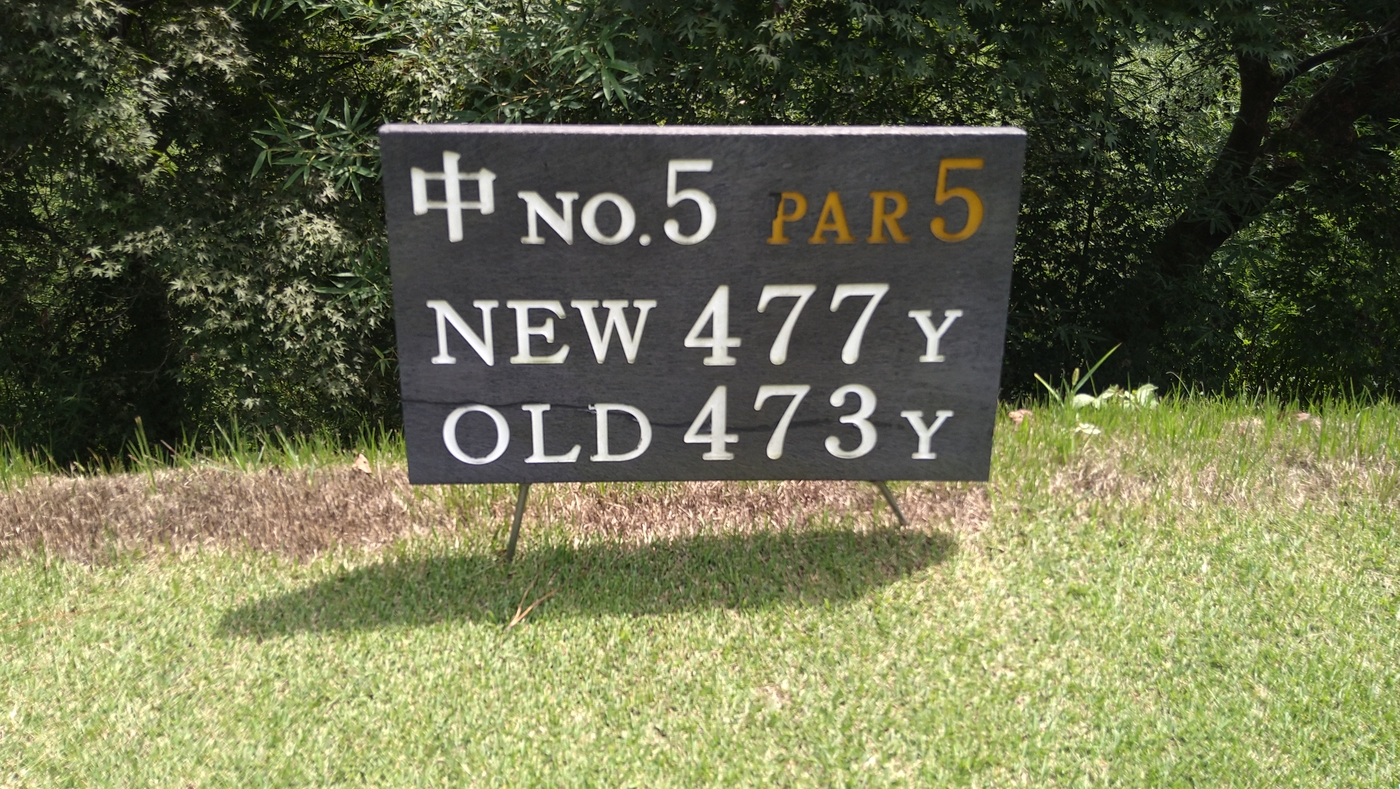 中 NO.5 PAR 5
NEW 477 Y
OLD 473 Y